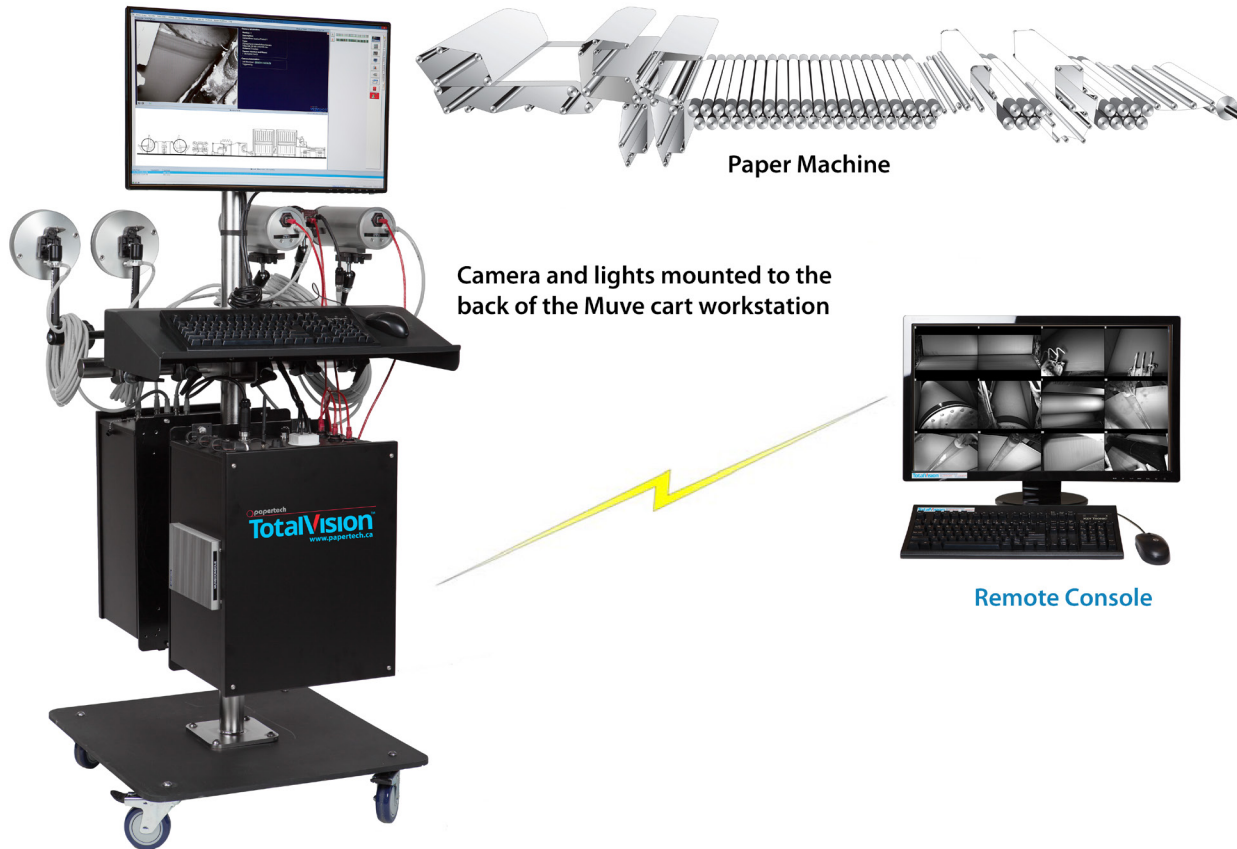 Paper Machine
Camera and lights mounted to the
back of the Muve cart workstation
papertech
TotalVision™
www.papertech.ca
TotalVision
Remote Console